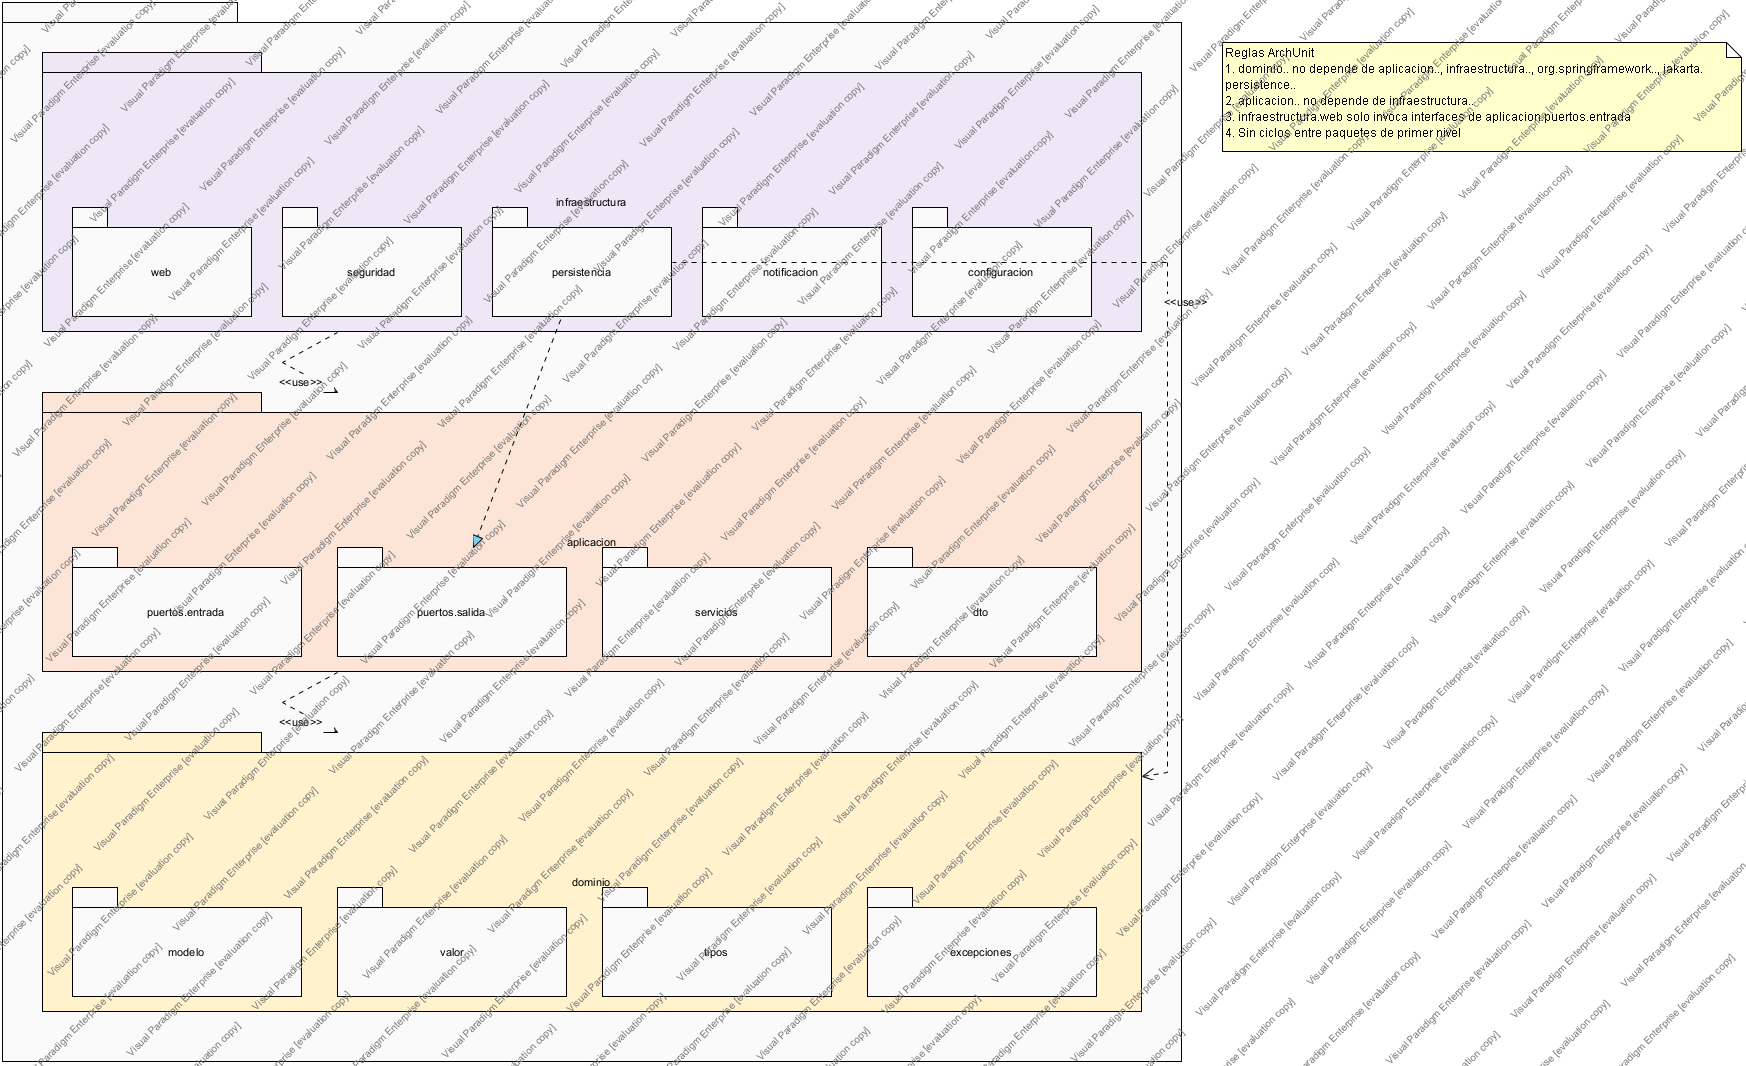 Reglas ArchUnit
1. dominio.. no depende de aplicacion.., infraestructura.., org.springframework.., jakarta.
persistence..
2. aplicacion.. no depende de infraestructura..
3. infraestructura.web solo invoca interfaces de aplicacion.puertos.entrada
4. Sin ciclos entre paquetes de primer nivel
infraestructura
web
seguridad
persistencia
notificacion
configuracion
<<use>>
<<use>>
aplicacion
puertos.entrada
puertos.salida
servicios
dto
<<use>>
dominio
modelo
valor
tipos
excepciones
Visual Paradigm Enterprise [evaluation copy]